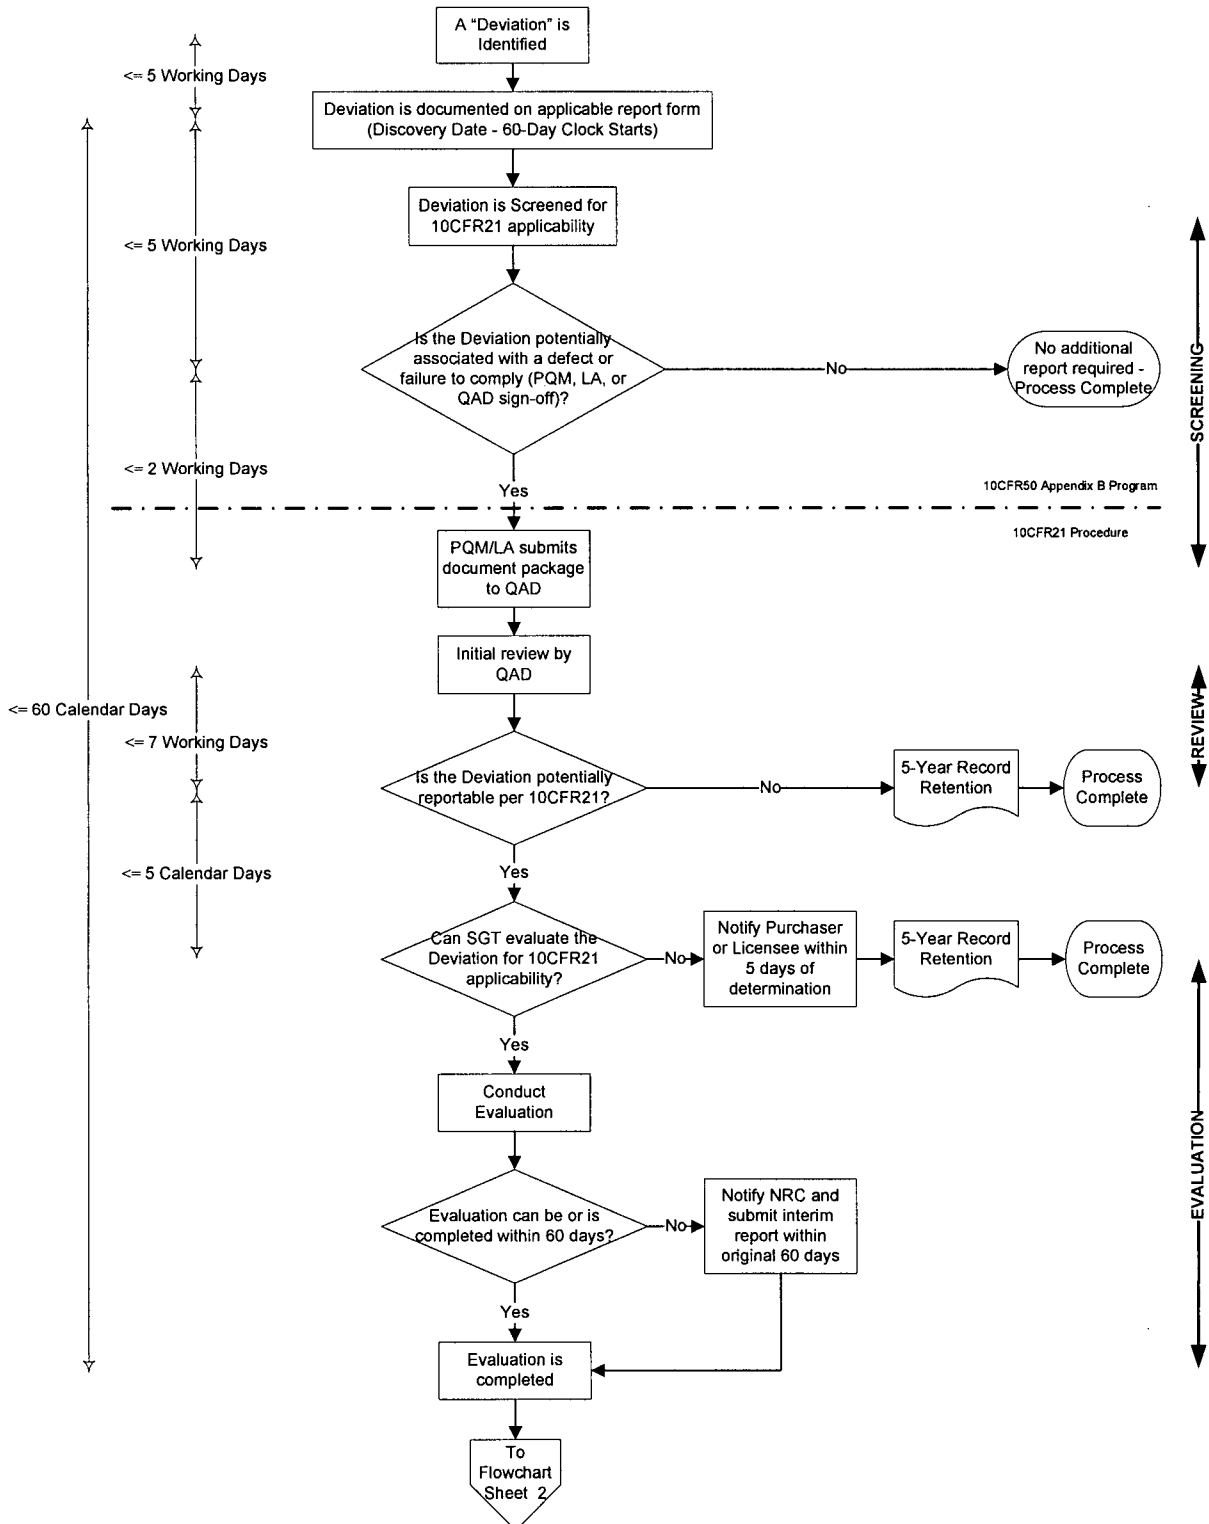 A “Deviation” is
Identified
<= 5 Working Days
Deviation is documented on applicable report form
(Discovery Date - 60-Day Clock Starts)
Deviation is Screened for
10CFR21 applicability
<= 5 Working Days
Is the Deviation potentially
associated with a defect or
failure to comply (PQM, LA, or
QAD sign-off)?
No
No additional
report required -
Process Complete
SCREENING
<= 2 Working Days
Yes
10CFR50 Appendix B Program
10CFR21 Procedure
PQM/LA submits
document package
to QAD
Initial review by
QAD
<= 60 Calendar Days
<= 7 Working Days
REVIEW
Is the Deviation potentially
reportable per 10CFR21?
No
5-Year Record
Retention
Process
Complete
<= 5 Calendar Days
Yes
Can SGT evaluate the
Deviation for 10CFR21
applicability?
No
Notify Purchaser
or Licensee within
5 days of
determination
5-Year Record
Retention
Process
Complete
Yes
Conduct
Evaluation
EVALUATION
Evaluation can be or is
completed within 60 days?
No
Notify NRC and
submit interim
report within
original 60 days
Yes
Evaluation is
completed
To
Flowchart
Sheet 2